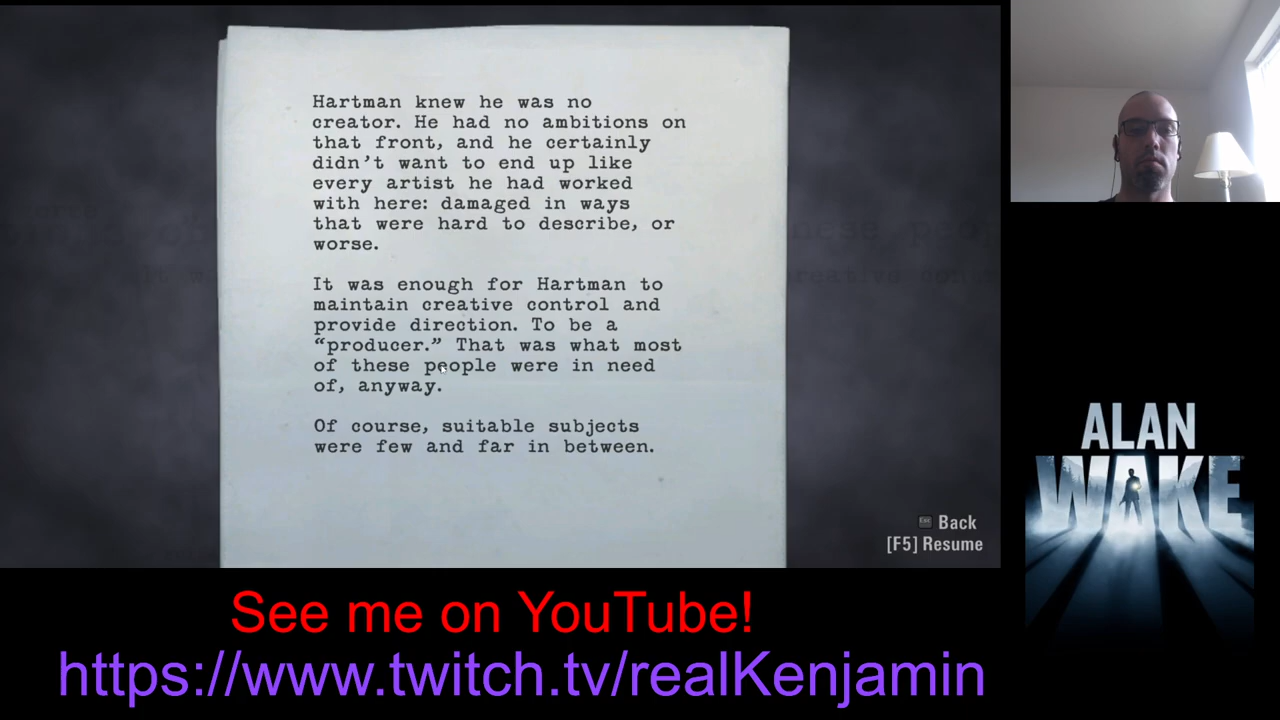 Hartman knew he was no
creator. He had no ambitions on
that front, and he certainly
didn't want to end up like
every artist he had worked
with here: damaged in ways
that were hard to describe, or
worse.
It was enough for Hartman to
maintain creative control and
provide direction. To be a
“producer.” That was what most
of these people were in need
of, anyway.
Of course, suitable subjects
were few and far in between.
Esc Back
[F5] Resume
ALAN
WAKE
See me on YouTube!
https://www.twitch.tv/realKenjamin